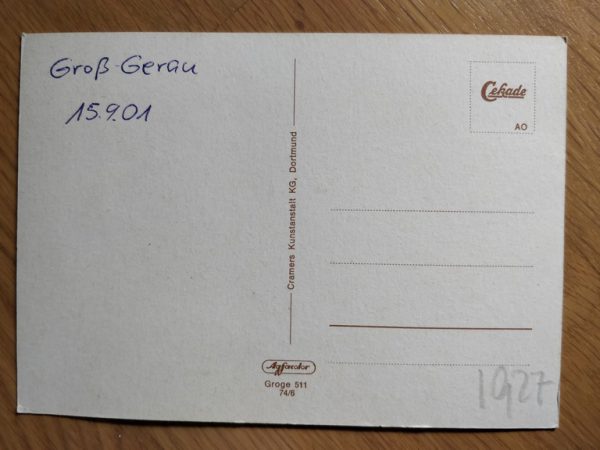 Groß-Gerau
15.9.01
Cekade
AO
Cramers Kunstanstalt KG, Dortmund
Agfacolor
Groge 511
74/6
1927